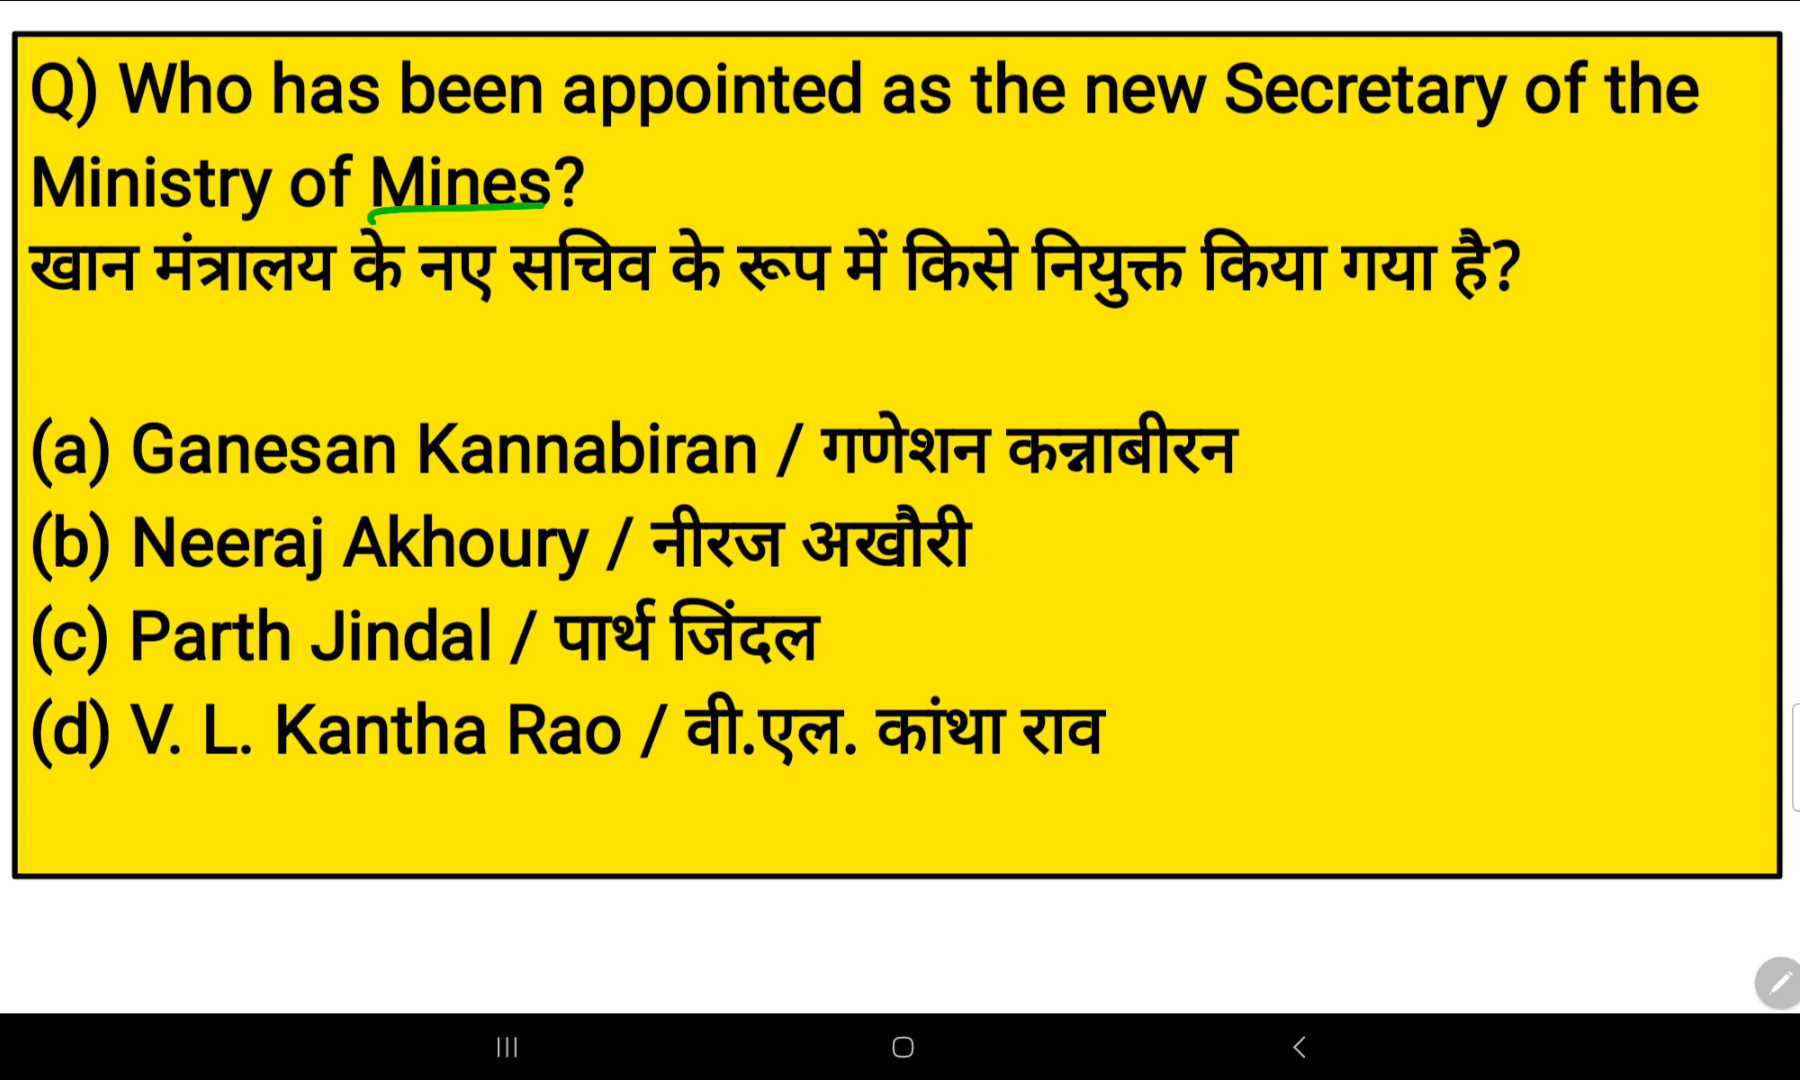 Q) Who has been appointed as the new Secretary of the
Ministry of Mines?
खान मंत्रालय के नए सचिव के रूप में किसे नियुक्त किया गया है?
(a) Ganesan Kannabiran / गणेशन कन्नाबीरन
(b) Neeraj Akhoury / नीरज अखौरी
(c) Parth Jindal / पार्थ जिंदल
(d) V. L. Kantha Rao / वी.एल. कांथा राव